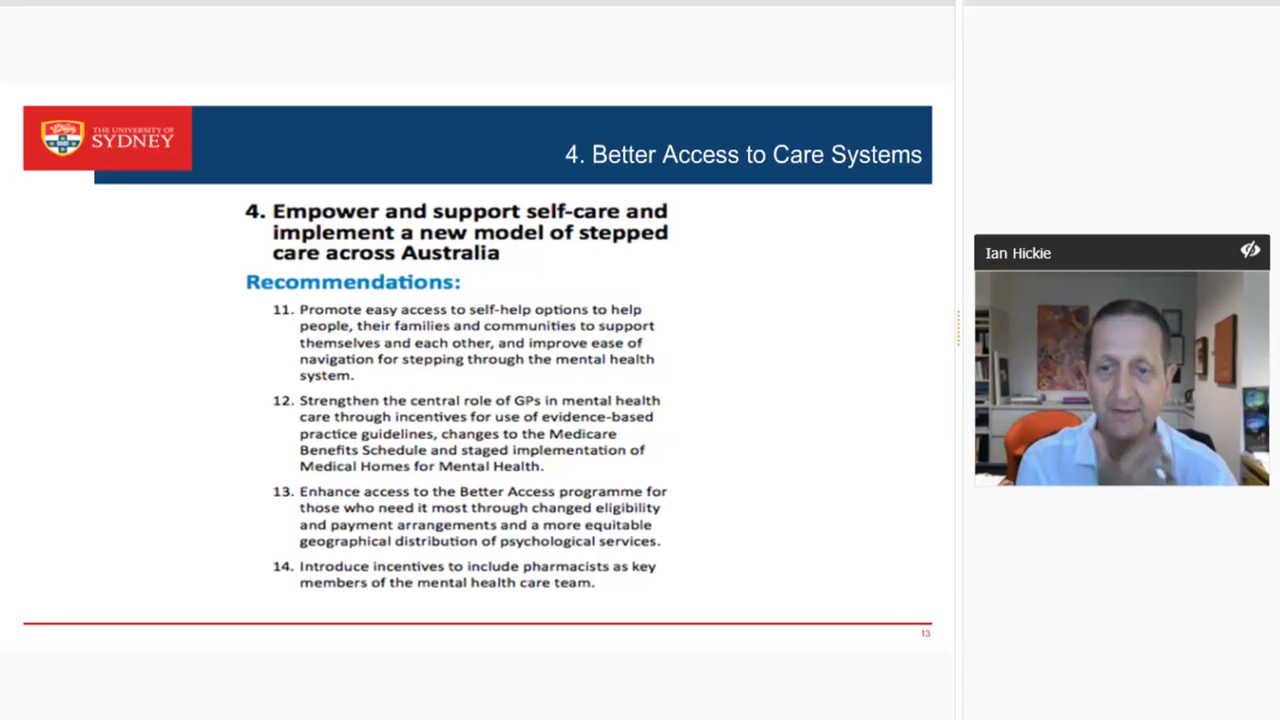 THE UNIVERSITY OF
SYDNEY
4. Better Access to Care Systems
4. Empower and support self-care and
implement a new model of stepped
care across Australia
Recommendations:
11. Promote easy access to self-help options to help
people, their families and communities to support
themselves and each other, and improve ease of
navigation for stepping through the mental health
system.
12. Strengthen the central role of GPs in mental health
care through incentives for use of evidence-based
practice guidelines, changes to the Medicare
Benefits Schedule and staged implementation of
Medical Homes for Mental Health.
13. Enhance access to the Better Access programme for
those who need it most through changed eligibility
and payment arrangements and a more equitable
geographical distribution of psychological services.
14. Introduce incentives to include pharmacists as key
members of the mental health care team.
13
Ian Hickie